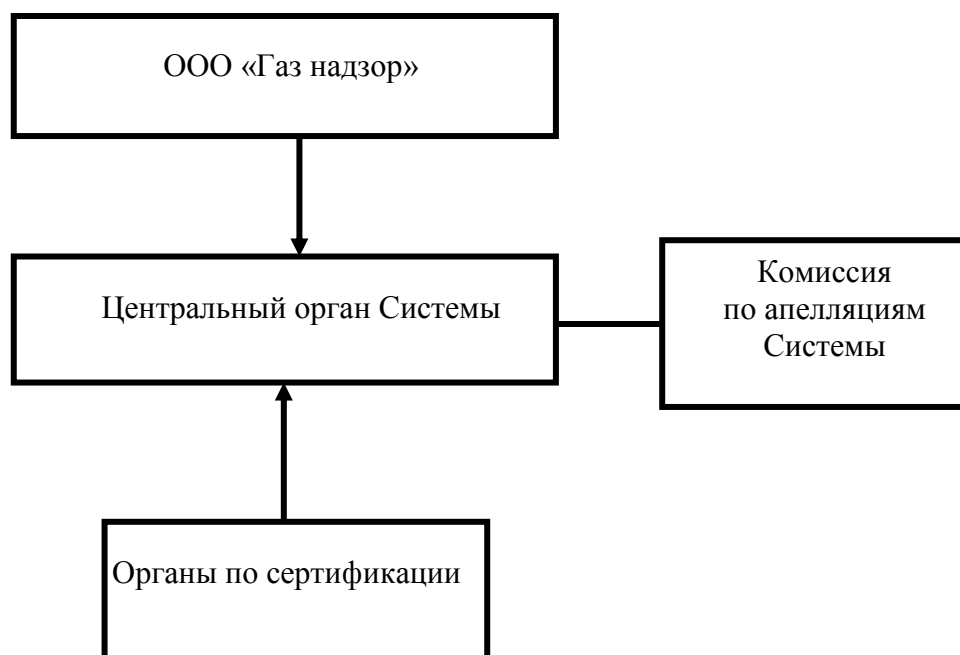 ООО «Газ надзор»
Центральный орган Системы
Комиссия
по апелляциям
Системы
Органы по сертификации